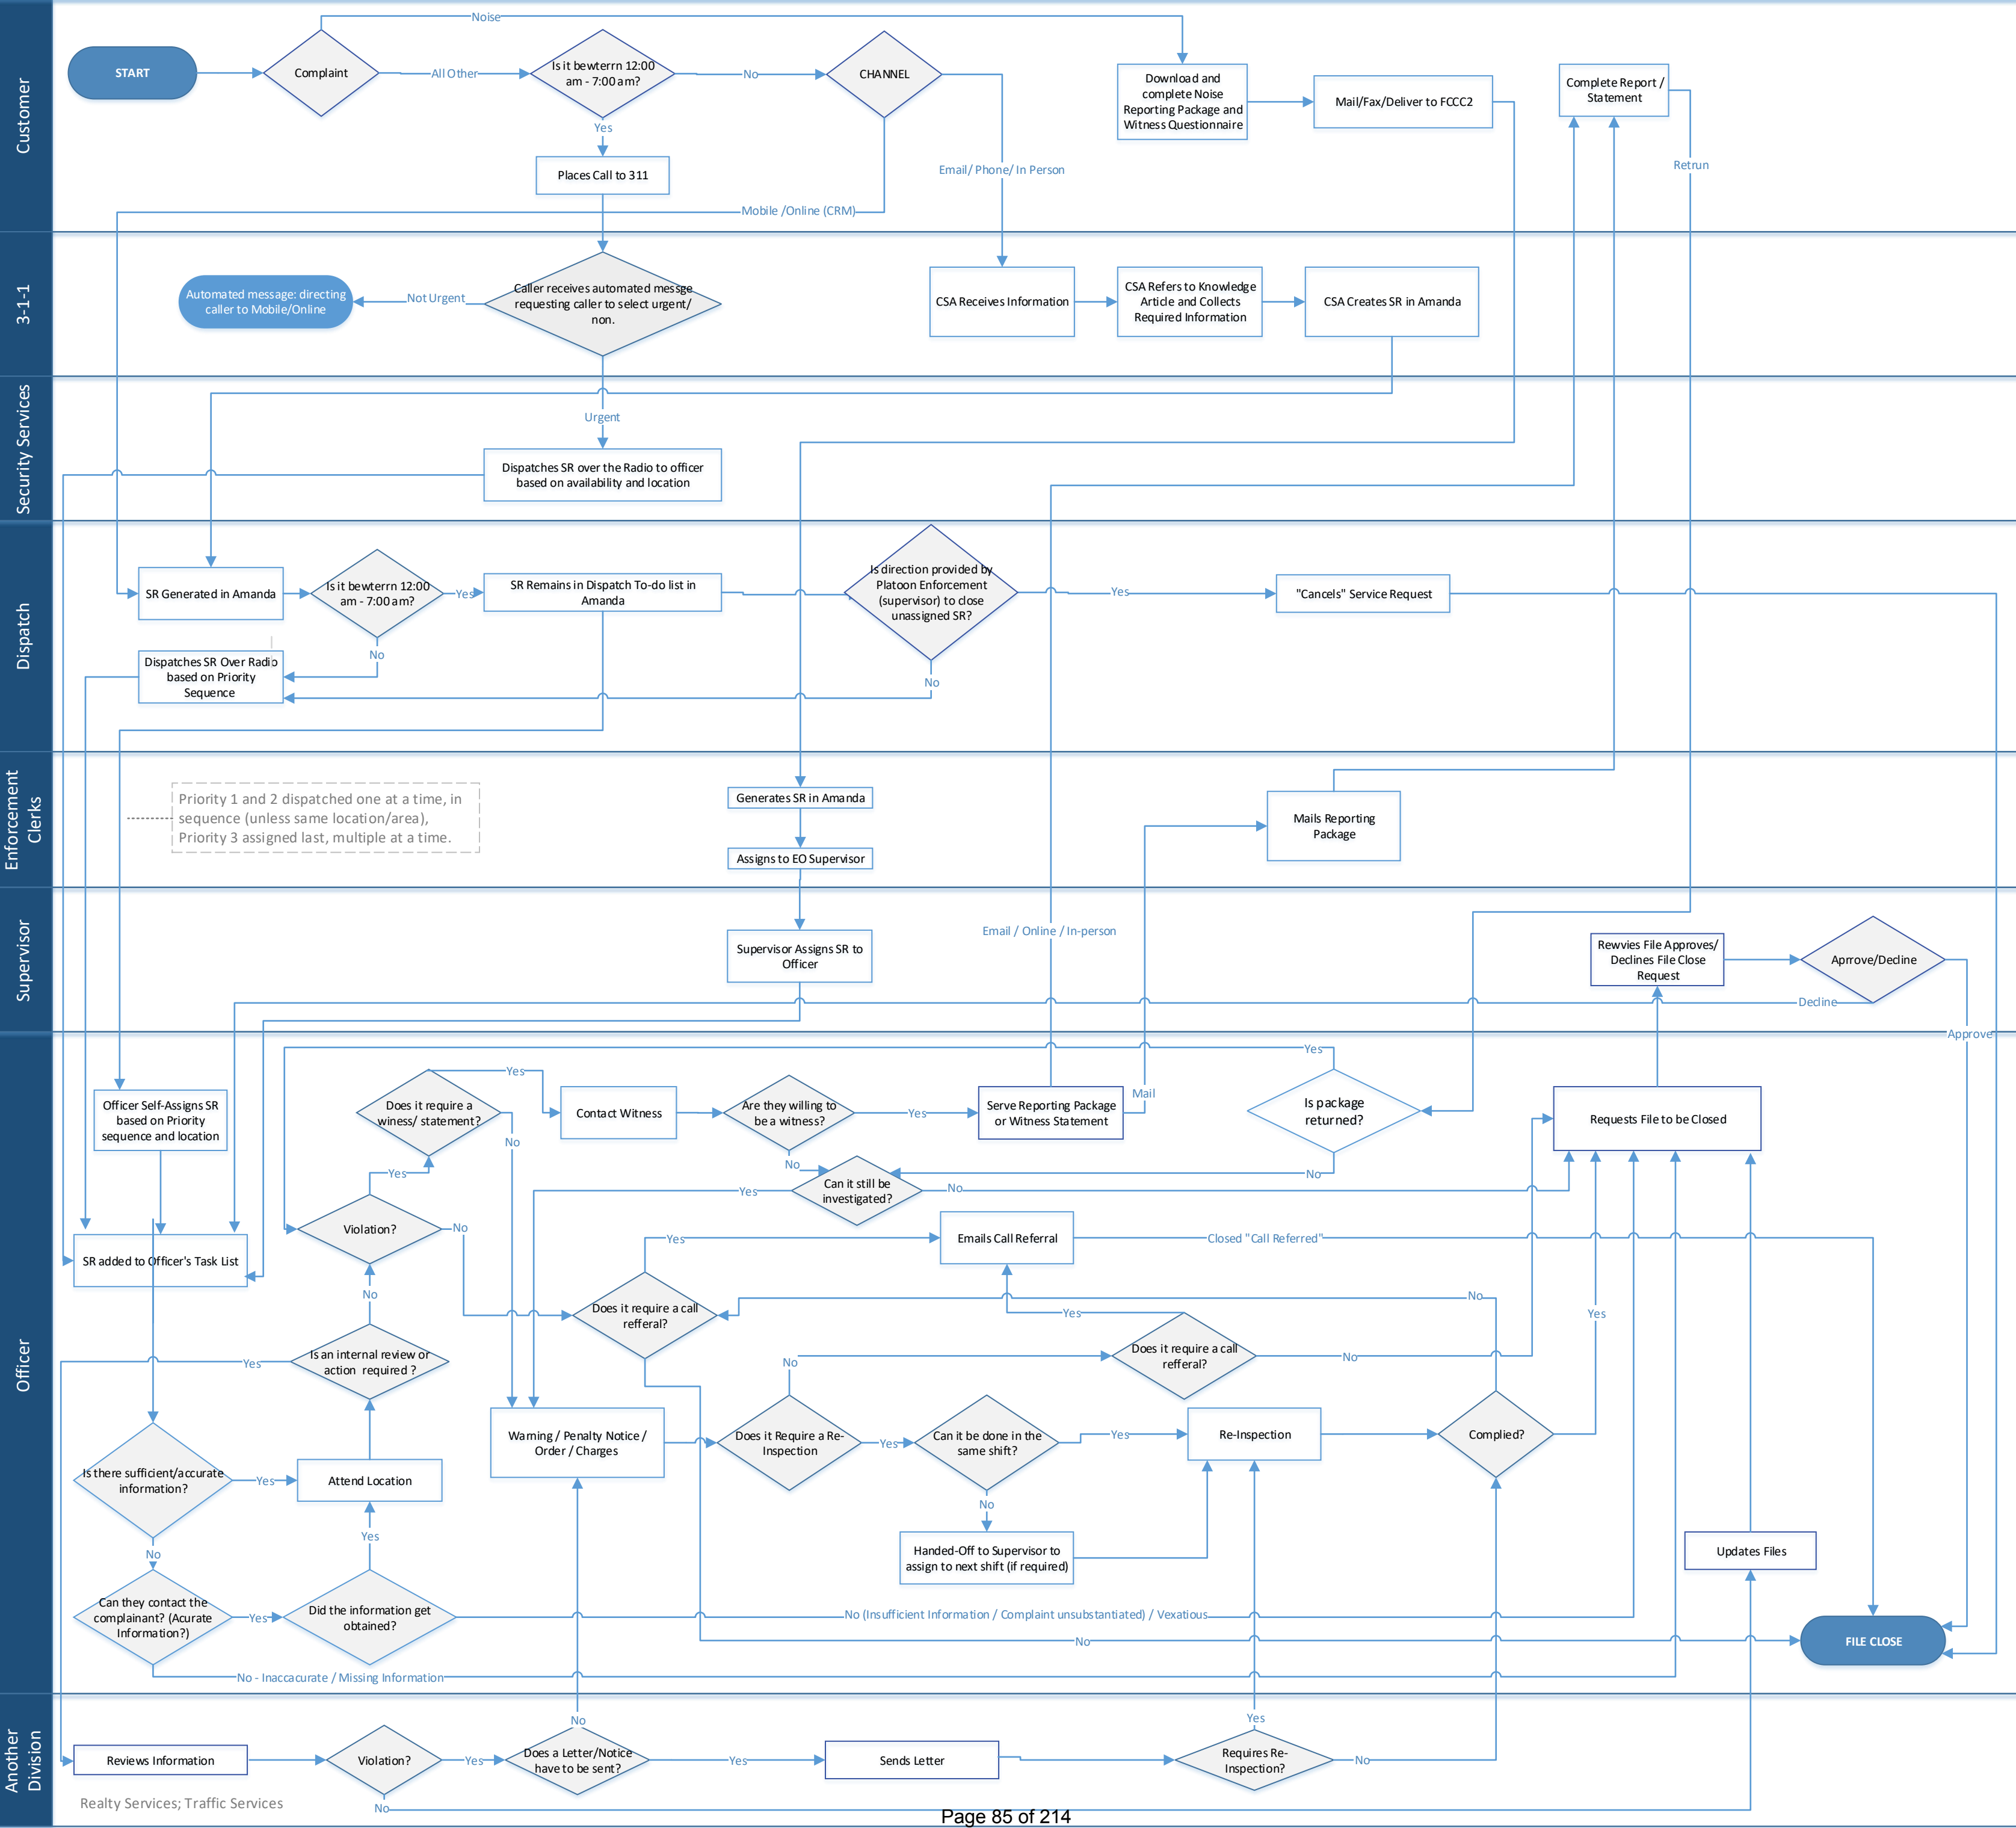 Customer
Noise
START
Complaint
All Other
Is it bewterrn 12:00
am - 7:00 am?
No
CHANNEL
Download and
complete Noise
Reporting Package and
Witness Questionnaire
Mail/Fax/Deliver to FCCC2
Complete Report /
Statement
Yes
Places Call to 311
Email/ Phone/ In Person
Retrun
Mobile /Online (CRM)
3-1-1
Automated message: directing
caller to Mobile/Online
Not Urgent
Caller receives automated messge
requesting caller to select urgent/
non.
CSA Receives Information
CSA Refers to Knowledge
Article and Collects
Required Information
CSA Creates SR in Amanda
Security Services
Urgent
Dispatches SR over the Radio to officer
based on availability and location
Dispatch
SR Generated in Amanda
Is it bewterrn 12:00
am - 7:00 am?
Yes
SR Remains in Dispatch To-do list in
Amanda
Is direction provided by
Platoon Enforcement
(supervisor) to close
unassigned SR?
Yes
"Cancels" Service Request
No
Dispatches SR Over Radio
based on Priority
Sequence
No
Enforcement
Clerks
Priority 1 and 2 dispatched one at a time, in
sequence (unless same location/area),
Priority 3 assigned last, multiple at a time.
Generates SR in Amanda
Assigns to EO Supervisor
Mails Reporting
Package
Supervisor
Email / Online / In-person
Supervisor Assigns SR to
Officer
Rewvies File Approves/
Declines File Close
Request
Aprrove/Decline
Decline
Approve
Officer
Yes
Officer Self-Assigns SR
based on Priority
sequence and location
Does it require a
winess/ statement?
Yes
Contact Witness
Are they willing to
be a witness?
Yes
Serve Reporting Package
or Witness Statement
Mail
Is package
returned?
Requests File to be Closed
No
Yes
No
No
Can it still be
investigated?
Yes
No
Violation?
No
Yes
Emails Call Referral
Closed "Call Referred"
SR added to Officer's Task List
No
Does it require a call
refferal?
No
Yes
Yes
Is an internal review or
action required ?
Yes
No
Does it require a call
refferal?
No
Warning / Penalty Notice /
Order / Charges
Does it Require a Re-
Inspection
Yes
Can it be done in the
same shift?
Yes
Re-Inspection
Complied?
Is there sufficient/accurate
information?
Yes
Attend Location
No
Yes
Handed-Off to Supervisor to
assign to next shift (if required)
Updates Files
No
Can they contact the
complainant? (Acurate
Information?)
Yes
Did the information get
obtained?
No (Insufficient Information / Complaint unsubstantiated) / Vexatious
No
FILE CLOSE
No - Inaccacurate / Missing Information
Another
Division
No
Yes
Reviews Information
Violation?
Yes
Does a Letter/Notice
have to be sent?
Yes
Sends Letter
Requires Re-
Inspection?
No
Realty Services; Traffic Services
No
Page 85 of 214